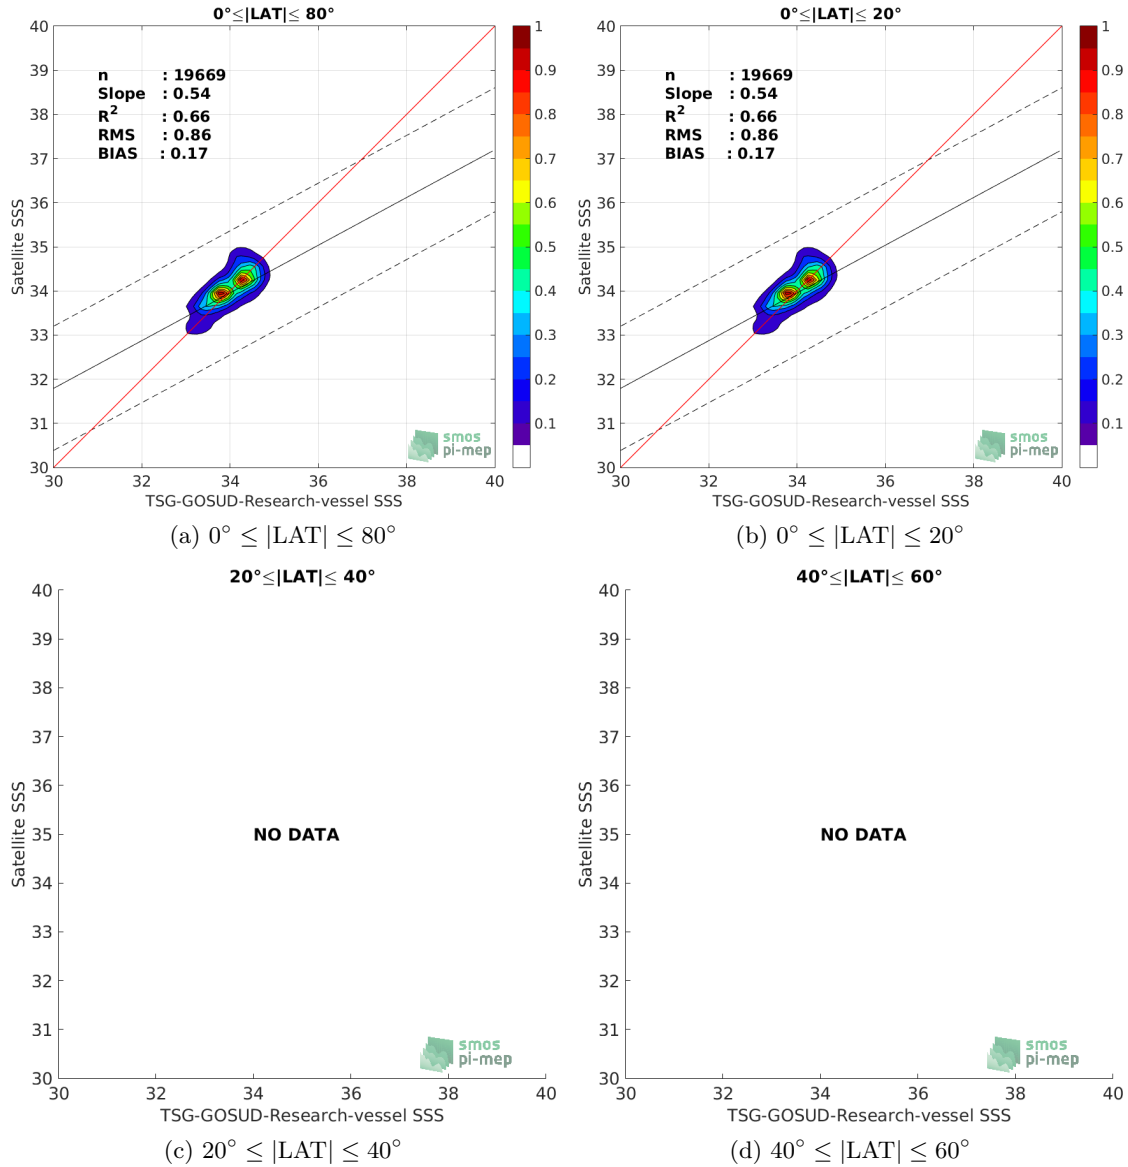 0°≤|LAT|≤ 80°
40
39
38
37
36
35
34
33
32
31
30
Satellite SSS
n : 19669
Slope : 0.54
R² : 0.66
RMS : 0.86
BIAS : 0.17
smos
pi-mep
30 32 34 36 38 40
TSG-GOSUD-Research-vessel SSS
1
0.9
0.8
0.7
0.6
0.5
0.4
0.3
0.2
0.1
(a) 0° ≤ |LAT| ≤ 80°
0°≤|LAT|≤ 20°
40
39
38
37
36
35
34
33
32
31
30
Satellite SSS
n : 19669
Slope : 0.54
R² : 0.66
RMS : 0.86
BIAS : 0.17
smos
pi-mep
30 32 34 36 38 40
TSG-GOSUD-Research-vessel SSS
1
0.9
0.8
0.7
0.6
0.5
0.4
0.3
0.2
0.1
(b) 0° ≤ |LAT| ≤ 20°
20°≤|LAT|≤ 40°
40
39
38
37
36
35
34
33
32
31
30
Satellite SSS
NO DATA
smos
pi-mep
30 32 34 36 38 40
TSG-GOSUD-Research-vessel SSS
(c) 20° ≤ |LAT| ≤ 40°
40°≤|LAT|≤ 60°
40
39
38
37
36
35
34
33
32
31
30
Satellite SSS
NO DATA
smos
pi-mep
30 32 34 36 38 40
TSG-GOSUD-Research-vessel SSS
(d) 40° ≤ |LAT| ≤ 60°